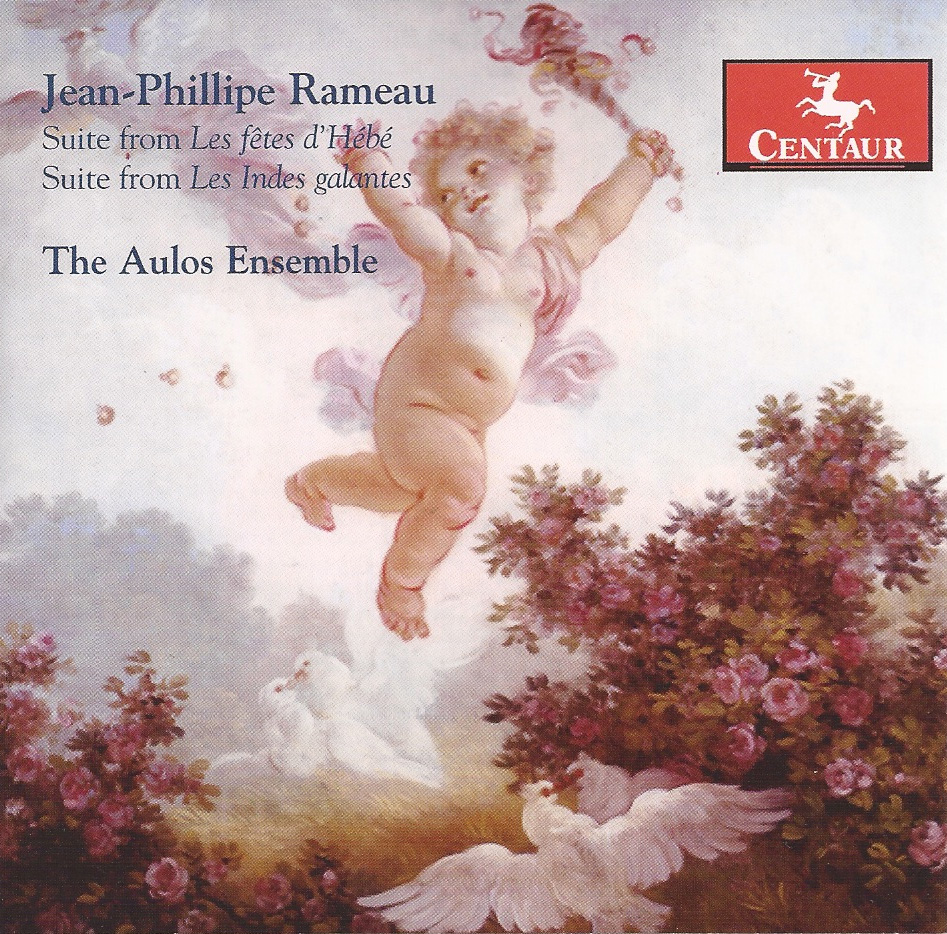 Jean-Phillipe Rameau
Suite from Les fêtes d'Hébé
Suite from Les Indes galantes
The Aulos Ensemble
CENTAUR